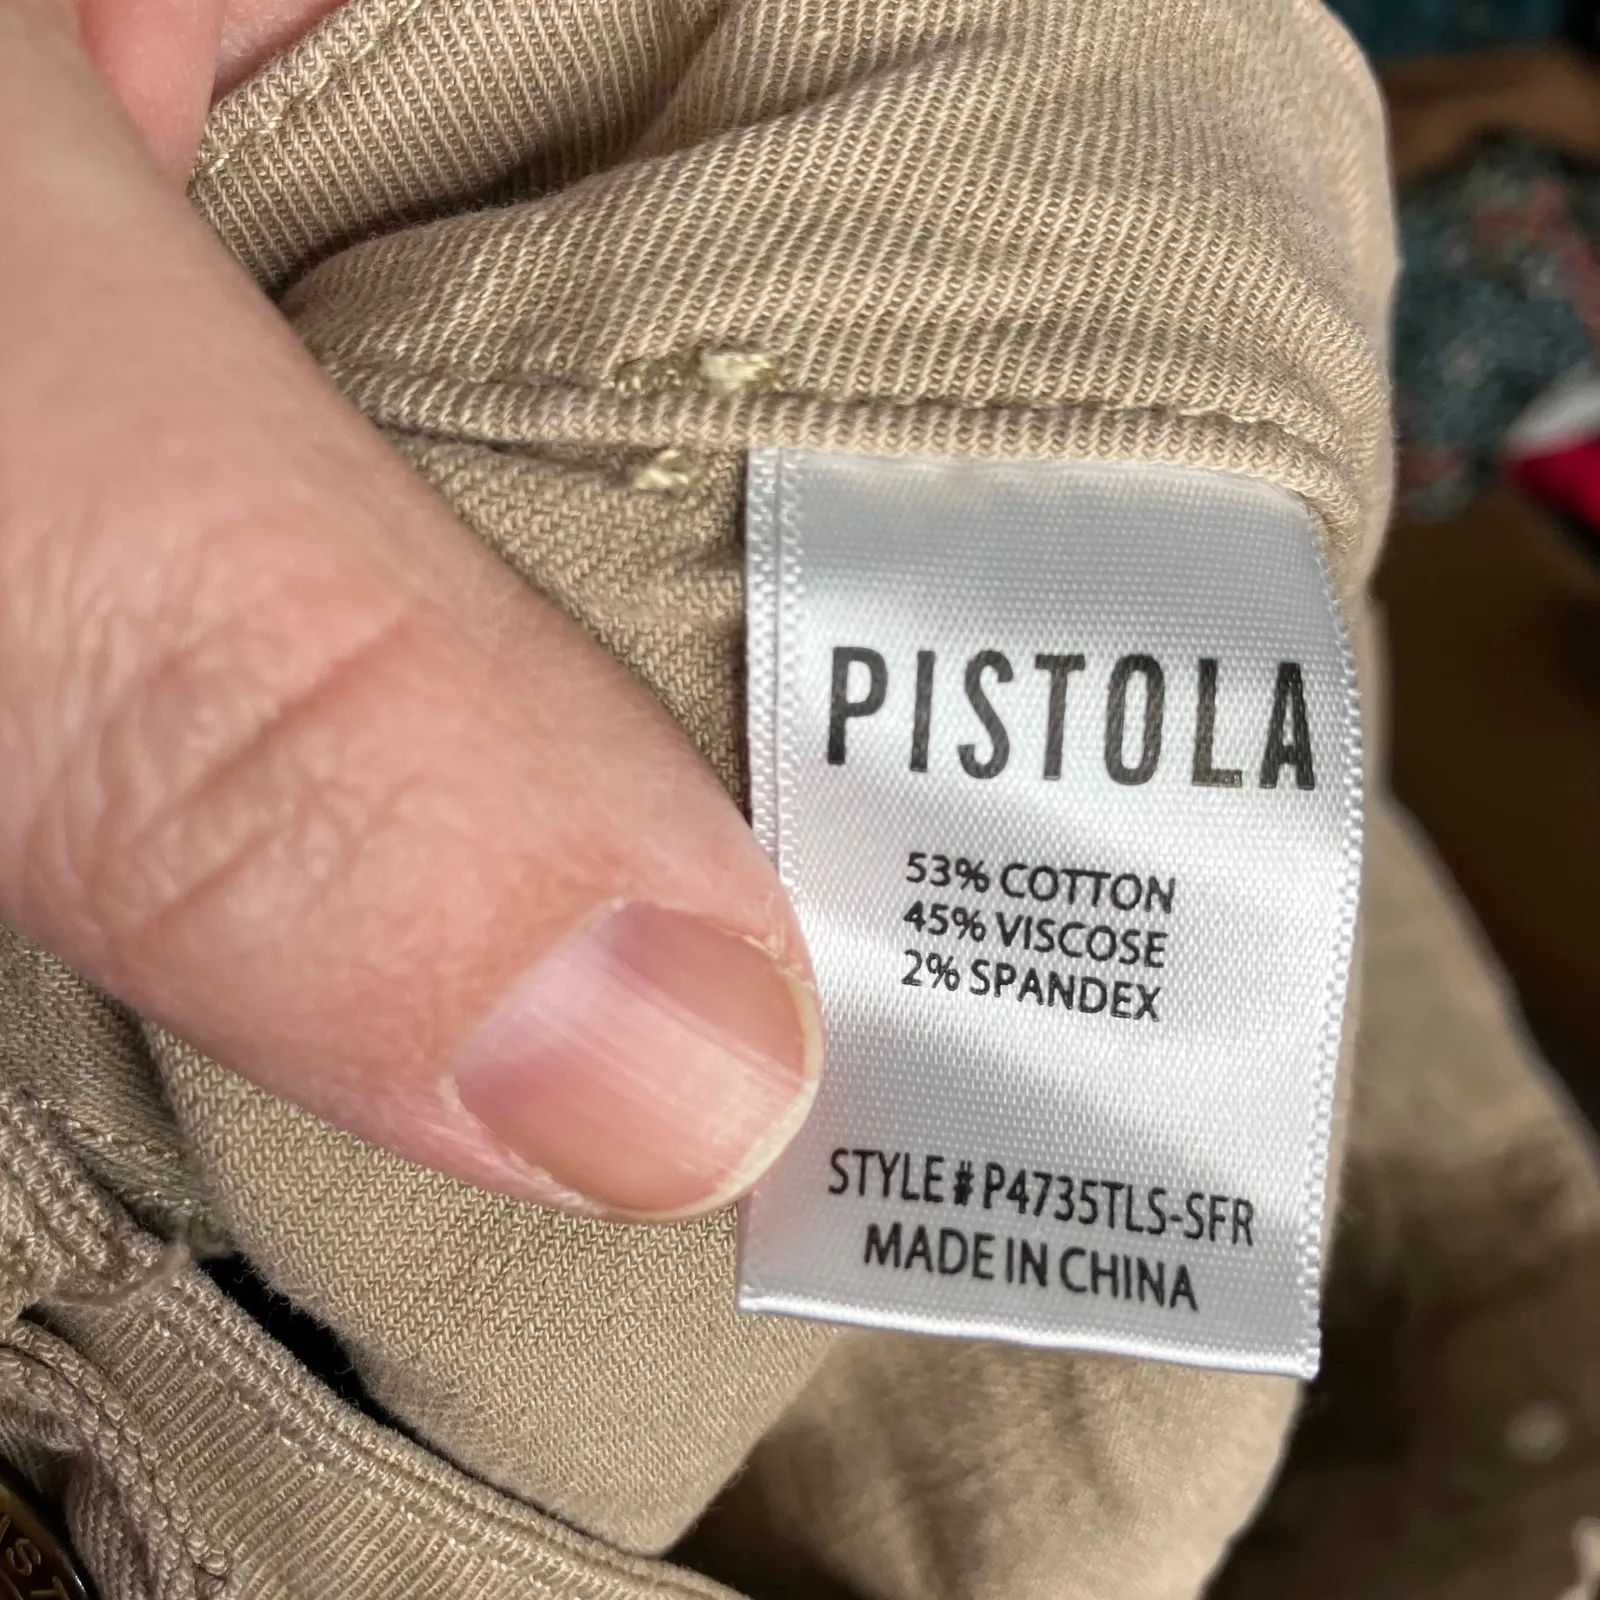 PISTOLA
53% COTTON
45% VISCOSE
2% SPANDEX
STYLE # P4735TLS-SFR
MADE IN CHINA